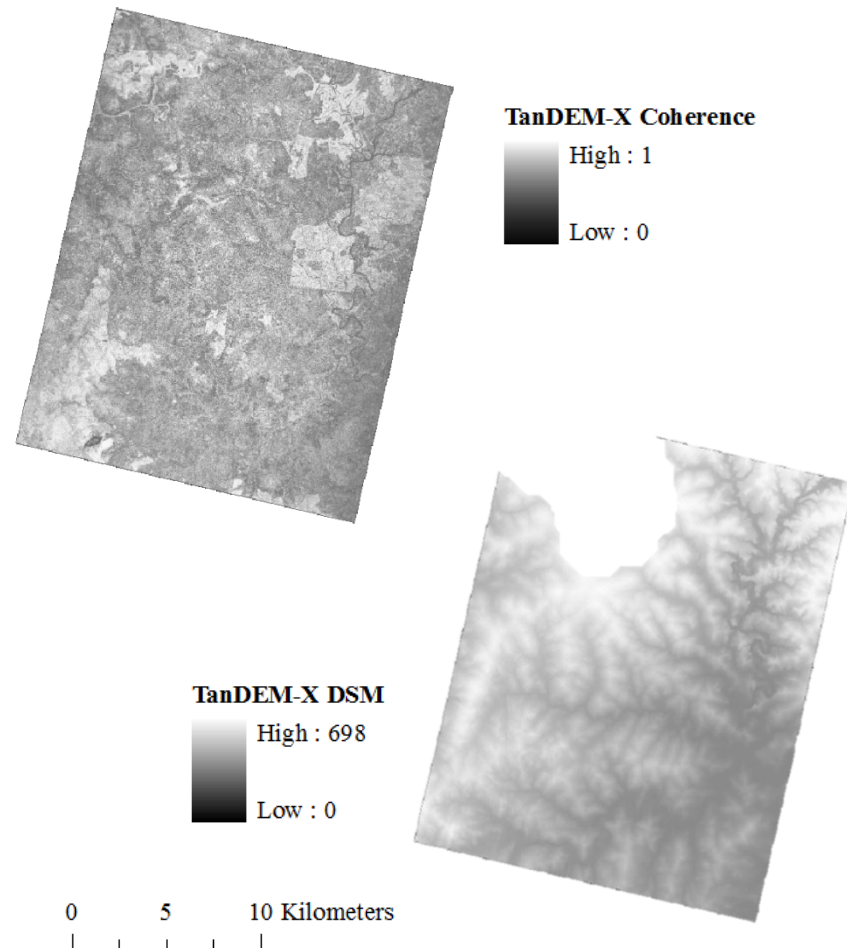 TanDEM-X Coherence
High : 1
Low : 0
TanDEM-X DSM
High : 698
Low : 0
0 5 10 Kilometers